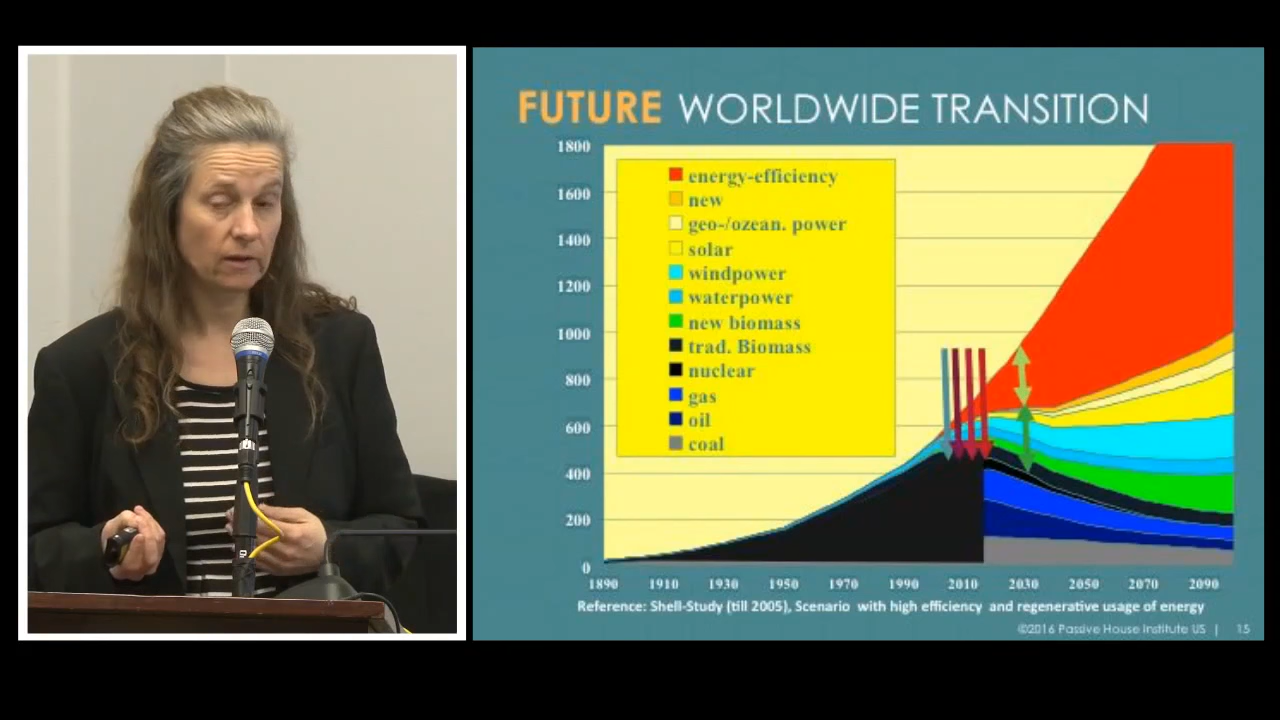 FUTURE WORLDWIDE TRANSITION
1800
1600
1400
1200
1000
800
600
400
200
0
energy-efficiency
new
geo-/ozean. power
solar
windpower
waterpower
new biomass
trad. Biomass
nuclear
gas
oil
coal
1890 1910 1930 1950 1970 1990 2010 2030 2050 2070 2090
Reference: Shell-Study (till 2005), Scenario with high efficiency and regenerative usage of energy
©2016 Passive House Institute US | 15